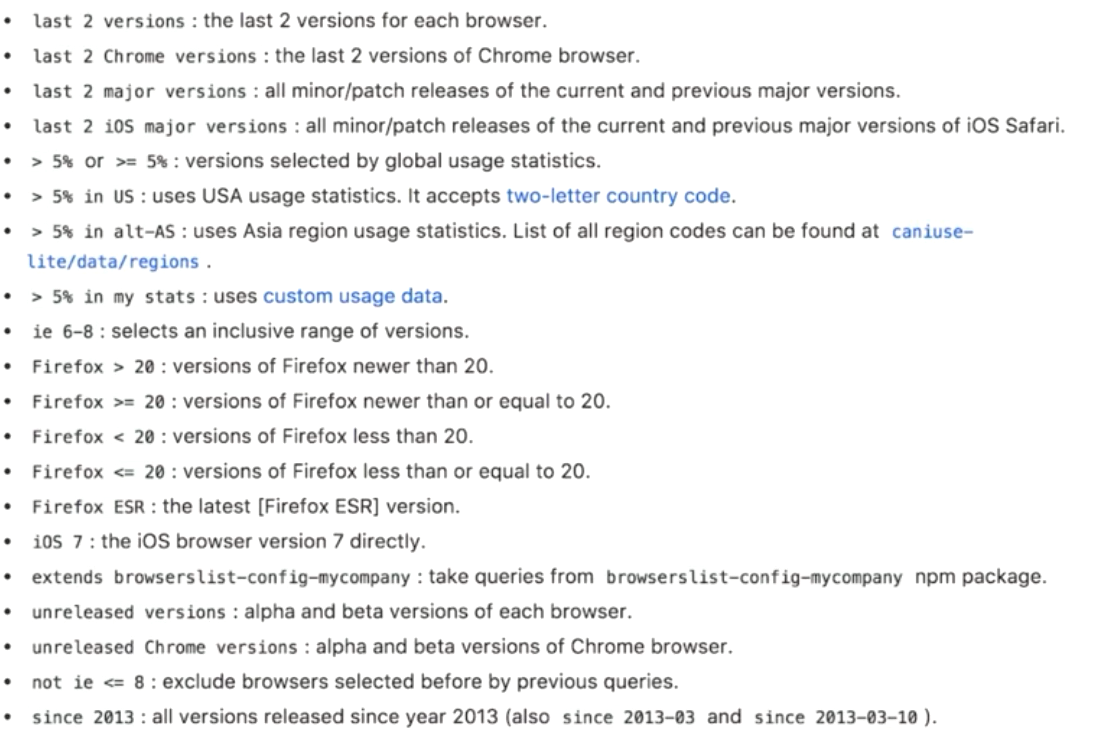 • last 2 versions : the last 2 versions for each browser.
• last 2 Chrome versions : the last 2 versions of Chrome browser.
• last 2 major versions : all minor/patch releases of the current and previous major versions.
• last 2 iOS major versions : all minor/patch releases of the current and previous major versions of iOS Safari.
• > 5% or >= 5% : versions selected by global usage statistics.
• > 5% in US : uses USA usage statistics. It accepts two-letter country code.
• > 5% in alt-AS : uses Asia region usage statistics. List of all region codes can be found at caniuse-
lite/data/regions .
• > 5% in my stats : uses custom usage data.
• ie 6-8 : selects an inclusive range of versions.
• Firefox > 20 : versions of Firefox newer than 20.
• Firefox >= 20 : versions of Firefox newer than or equal to 20.
• Firefox < 20 : versions of Firefox less than 20.
• Firefox <= 20 : versions of Firefox less than or equal to 20.
• Firefox ESR : the latest [Firefox ESR] version.
• iOS 7 : the iOS browser version 7 directly.
• extends browserslist-config-mycompany : take queries from browserslist-config-mycompany npm package.
• unreleased versions : alpha and beta versions of each browser.
• unreleased Chrome versions : alpha and beta versions of Chrome browser.
• not ie <= 8 : exclude browsers selected before by previous queries.
• since 2013 : all versions released since year 2013 (also since 2013-03 and since 2013-03-10 ).